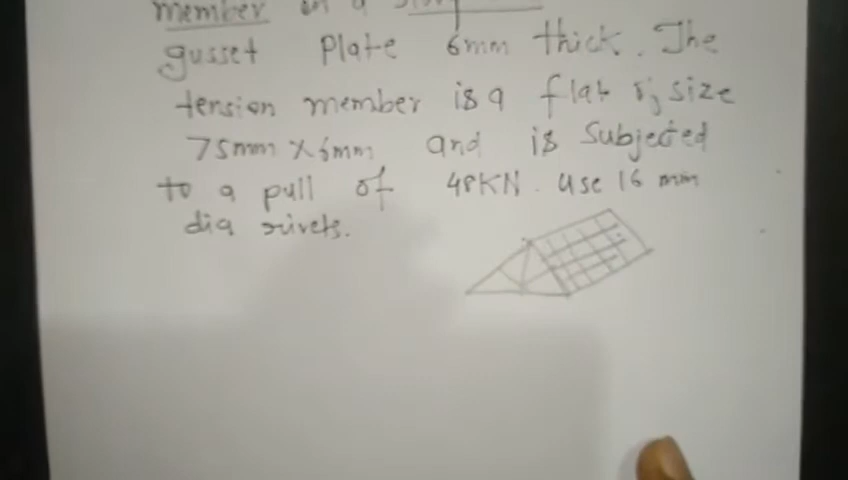 member in a
gusset Plate 6mm thick. The
tension member is a flat of size
75mm x 6mm and is Subjected
to a pull of 48KN. Use 16 mm
dia rivets.